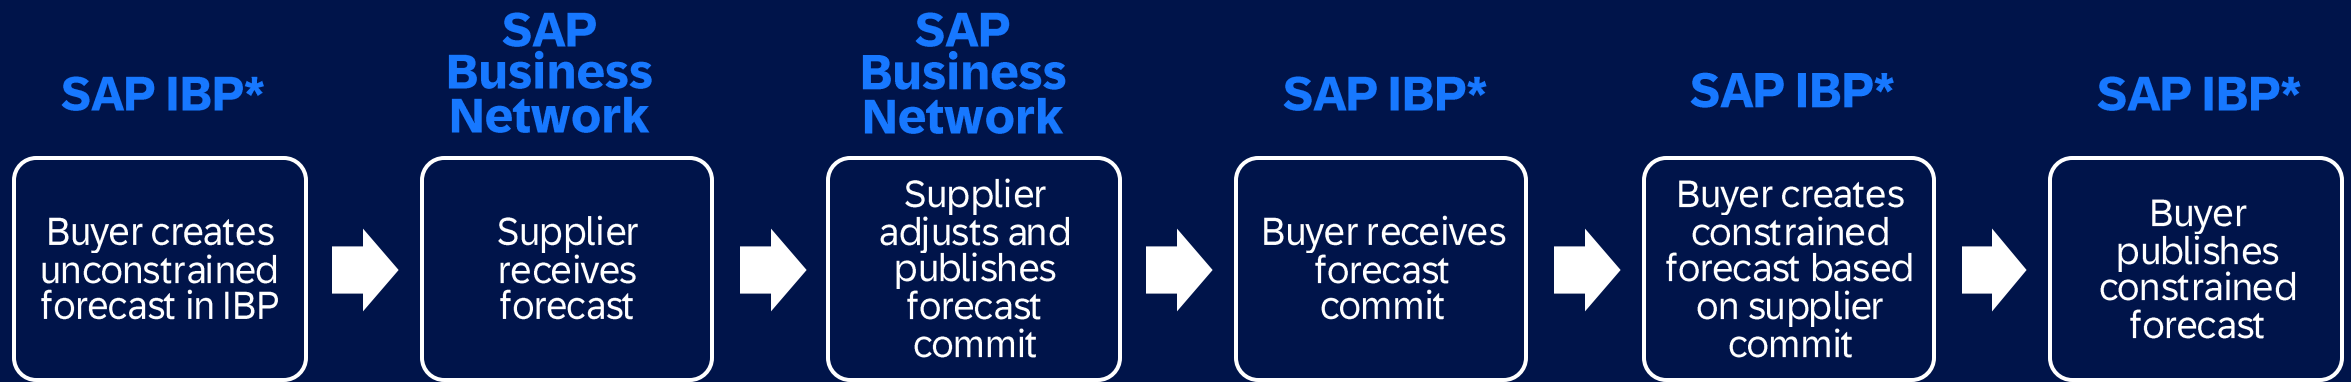 SAP IBP*
Buyer creates
unconstrained
forecast in IBP
SAP
Business
Network
Supplier
receives
forecast
SAP
Business
Network
Supplier
adjusts and
publishes
forecast
commit
SAP IBP*
Buyer receives
forecast
commit
SAP IBP*
Buyer creates
constrained
forecast based
on supplier
commit
SAP IBP*
Buyer
publishes
constrained
forecast